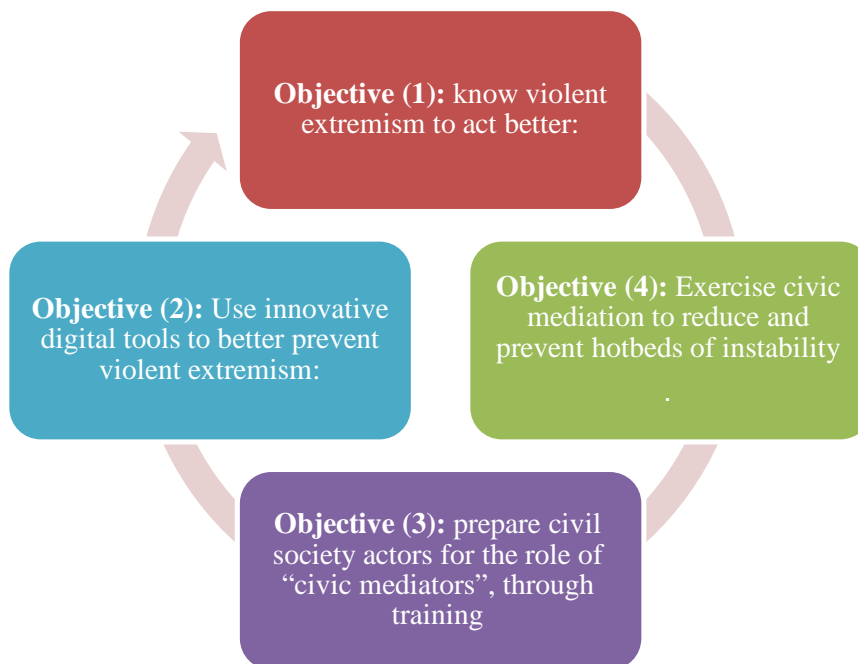 Objective (1): know violent
extremism to act better:
Objective (2): Use innovative
digital tools to better prevent
violent extremism:
Objective (4): Exercise civic
mediation to reduce and
prevent hotbeds of instability
.
Objective (3): prepare civil
society actors for the role of
“civic mediators”, through
training